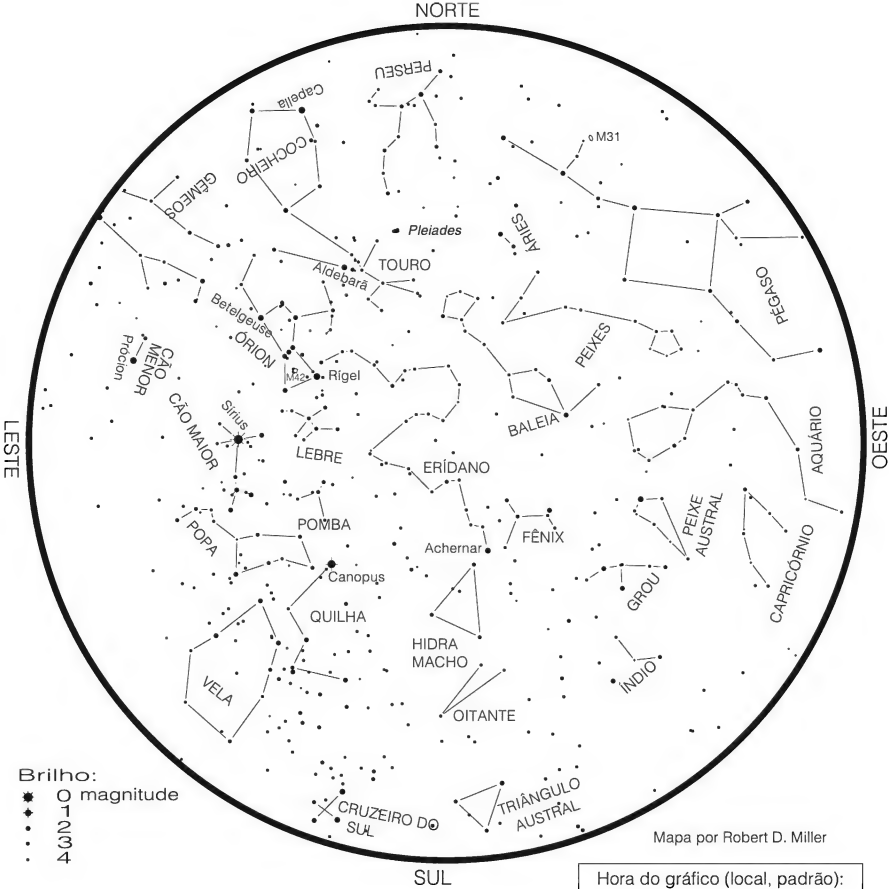 NORTE
PERSEU
Capella
COCHEIRO
M31
GÊMEOS
Pleiades
ÁRIES
Aldebarã
TOURO
PÉGASO
Betelgeuse
ÓRION
PEIXES
Prócion
CÃO
MENOR
M42
Rígel
Sírius
CÃO MAIOR
BALEIA
LEBRE
ERÍDANO
AQUÁRIO
LESTE
OESTE
POPA
POMBA
Achernar
FÊNIX
PEIXE
AUSTRAL
CAPRICÓRNIO
Canopus
GROU
QUILHA
HIDRA
MACHO
ÍNDIO
VELA
OITANTE
Brilho:
0 magnitude
1
2
3
4
CRUZEIRO DO
SUL
TRIÂNGULO
AUSTRAL
Mapa por Robert D. Miller
SUL
Hora do gráfico (local, padrão):